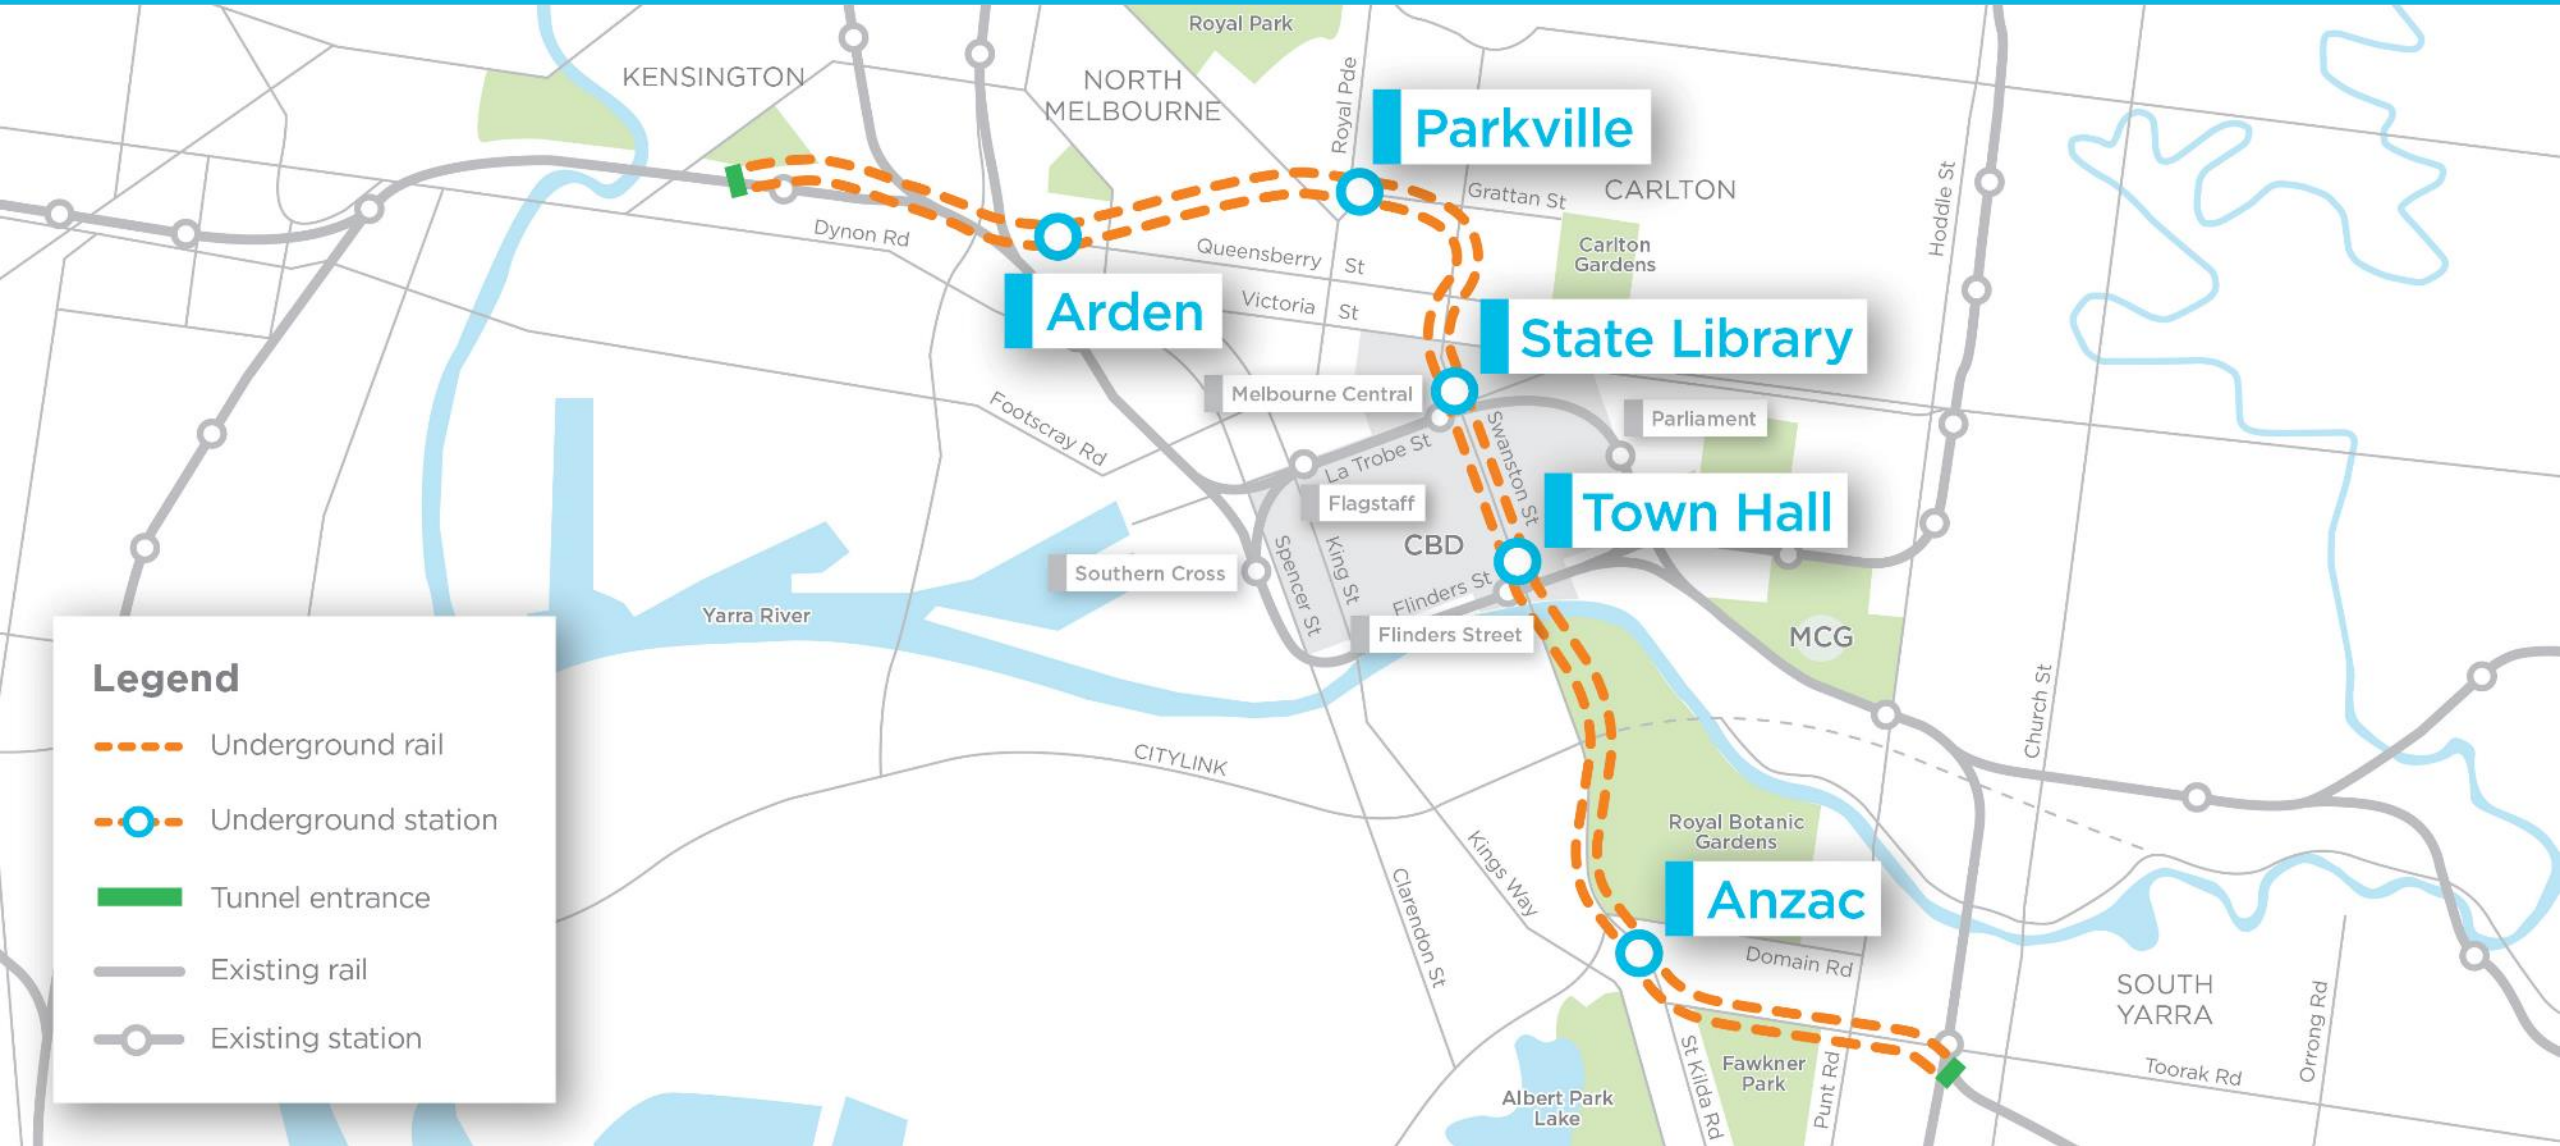 Royal Park
KENSINGTON
NORTH
MELBOURNE
Royal Pde
Parkville
Grattan St
CARLTON
Hoddle St
Dynon Rd
Queensberry St
Carlton
Gardens
Arden
Victoria St
State Library
Melbourne Central
Footscray Rd
La Trobe St
Swanston St
Parliament
Flagstaff
Town Hall
CBD
Southern Cross
Spencer St
King St
Flinders St
Flinders Street
Yarra River
MCG
Church St
CITYLINK
Royal Botanic
Gardens
Kings Way
Clarendon St
Anzac
Domain Rd
SOUTH
YARRA
Orrong Rd
Toorak Rd
St Kilda Rd
Fawkner
Park
Punt Rd
Albert Park
Lake
Legend
Underground rail
Underground station
Tunnel entrance
Existing rail
Existing station